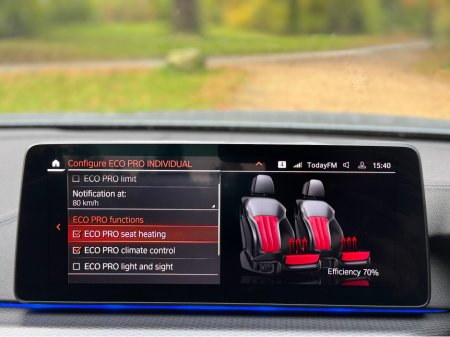 Configure ECO PRO INDIVIDUAL
TodayFM
15:40
ECO PRO limit
Notification at:
80 km/h
ECO PRO functions
ECO PRO seat heating
ECO PRO climate control
ECO PRO light and sight
Efficiency 70%